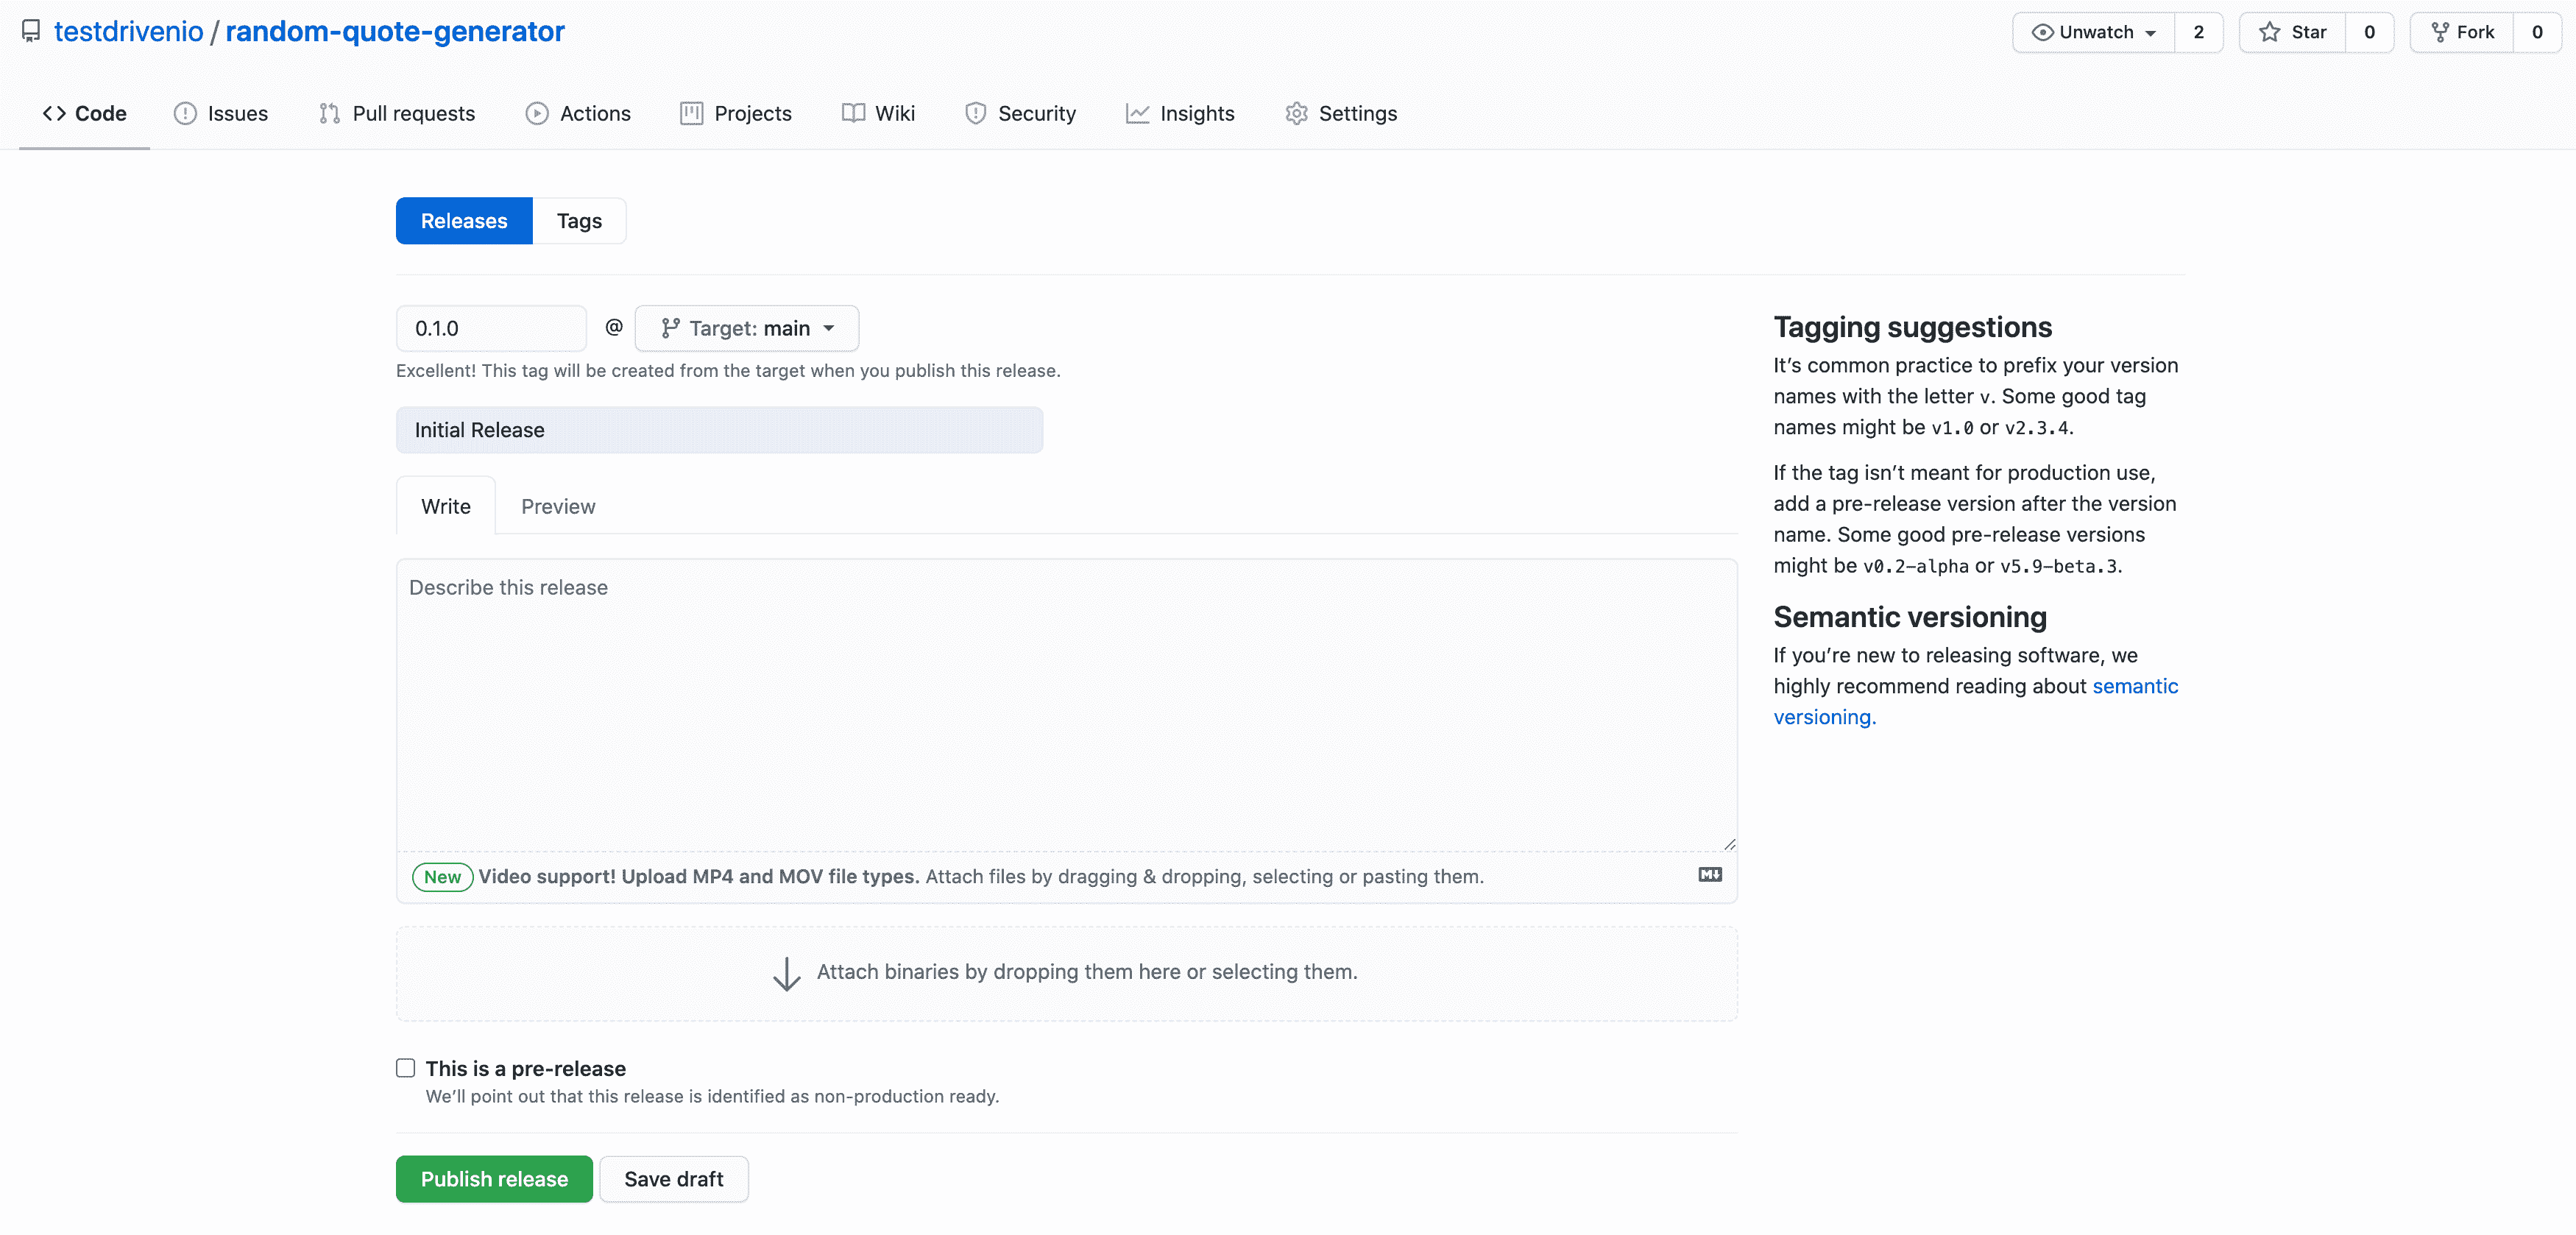 testdrivenio / random-quote-generator
Unwatch 2 Star 0 Fork 0
Code Issues Pull requests Actions Projects Wiki Security Insights Settings
Releases Tags
0.1.0 @ Target: main
Excellent! This tag will be created from the target when you publish this release.
Initial Release
Write Preview
Describe this release
New Video support! Upload MP4 and MOV file types. Attach files by dragging & dropping, selecting or pasting them.
Attach binaries by dropping them here or selecting them.
This is a pre-release
We’ll point out that this release is identified as non-production ready.
Publish release Save draft
Tagging suggestions
It’s common practice to prefix your version
names with the letter v. Some good tag
names might be v1.0 or v2.3.4.
If the tag isn’t meant for production use,
add a pre-release version after the version
name. Some good pre-release versions
might be v0.2-alpha or v5.9-beta.3.
Semantic versioning
If you’re new to releasing software, we
highly recommend reading about semantic
versioning.